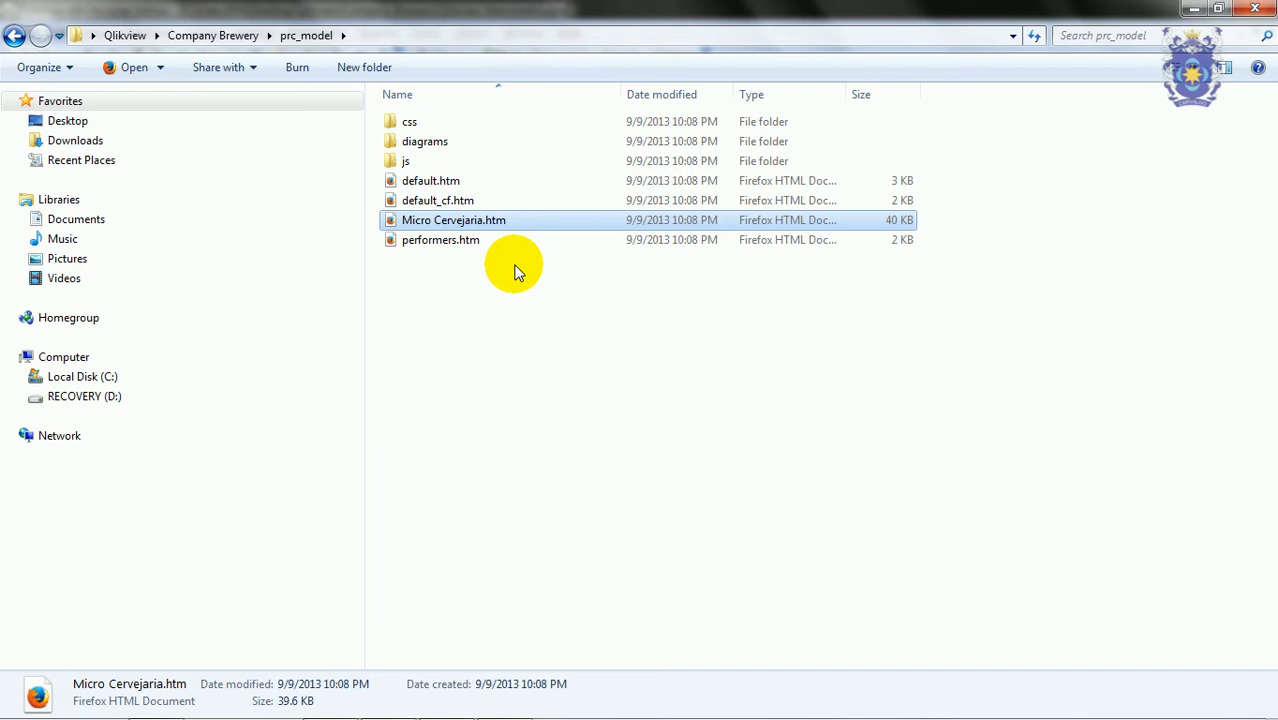 Qlikview Company Brewery prc_model Search prc_model
Organize Open Share with Burn New folder
Name Date modified Type Size
Favorites
Desktop
Downloads
Recent Places
Libraries
Documents
Music
Pictures
Videos
Homegroup
Computer
Local Disk (C:)
RECOVERY (D:)
Network
css 9/9/2013 10:08 PM File folder
diagrams 9/9/2013 10:08 PM File folder
js 9/9/2013 10:08 PM File folder
default.htm 9/9/2013 10:08 PM Firefox HTML Doc... 3 KB
default_cf.htm 9/9/2013 10:08 PM Firefox HTML Doc... 2 KB
Micro Cervejaria.htm 9/9/2013 10:08 PM Firefox HTML Doc... 40 KB
performers.htm 9/9/2013 10:08 PM Firefox HTML Doc... 2 KB
Micro Cervejaria.htm Date modified: 9/9/2013 10:08 PM Date created: 9/9/2013 10:08 PM
Firefox HTML Document Size: 39.6 KB